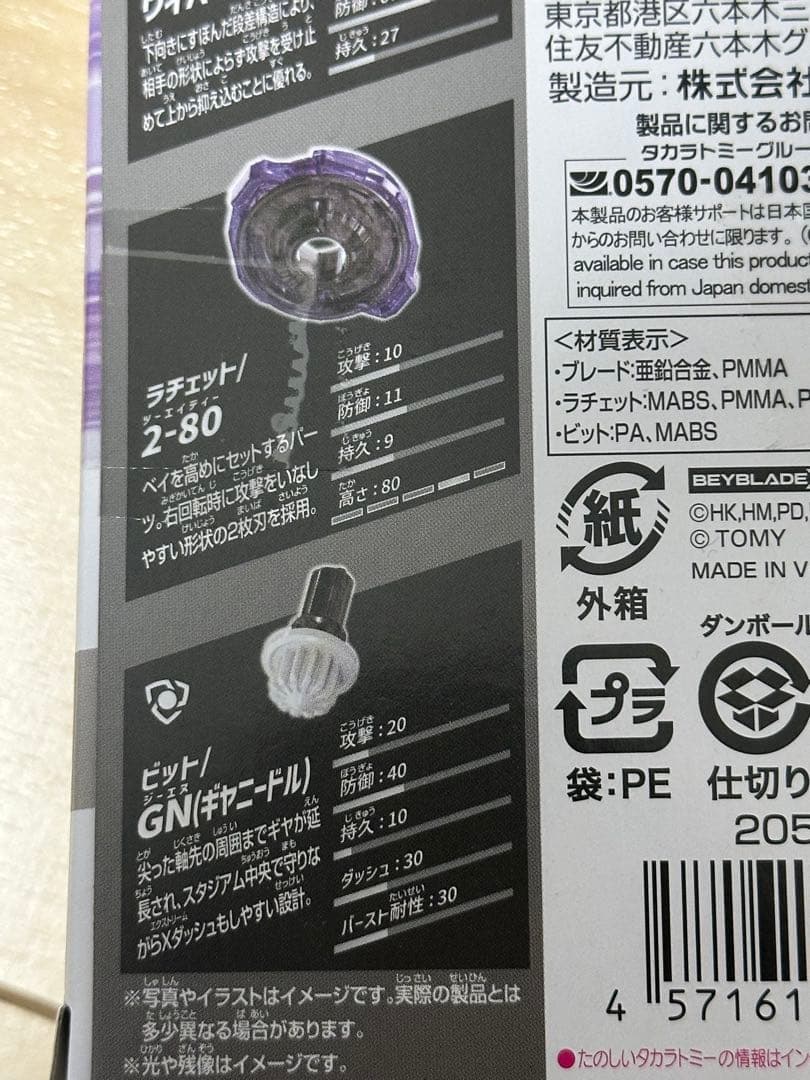 防御
下向きにすぼんだ段差構造により、
相手の形状によらず攻撃を受け止
めて上から抑え込むことに優れる。
持久:27
ラチェット/
2-80
ツーエイティー
ベイを高めにセットするパー
ツ。右回転時に攻撃をいなし
やすい形状の2枚刃を採用。
攻撃:10
防御:11
持久:9
高さ:80
ビット/
GN(ギヤニードル)
ジーエヌ
尖った軸先の周囲までギヤが延
長され、スタジアム中央で守りな
がらXダッシュもしやすい設計。
攻撃:20
防御:40
持久:10
ダッシュ:30
バースト耐性:30
※写真やイラストはイメージです。実際の製品とは
多少異なる場合があります。
※光や残像はイメージです。
東京都港区六本木三
住友不動産六本木グ
製造元:株式会社
製品に関するお問
タカラトミーグルー
0570-04103
本製品のお客様サポートは日本国
からのお問い合わせに限ります。
available in case this product
inquired from Japan domest
<材質表示>
・ブレード:亜鉛合金、PMMA
・ラチェット:MABS、PMMA、P
・ビット:PA、MABS
紙
外箱
BEYBLADE X
©HK,HM,PD,
© TOMY
MADE IN V
ダンボール
プラ
袋:PE
仕切り
205
4 57161
●たのしいタカラトミーの情報はイン